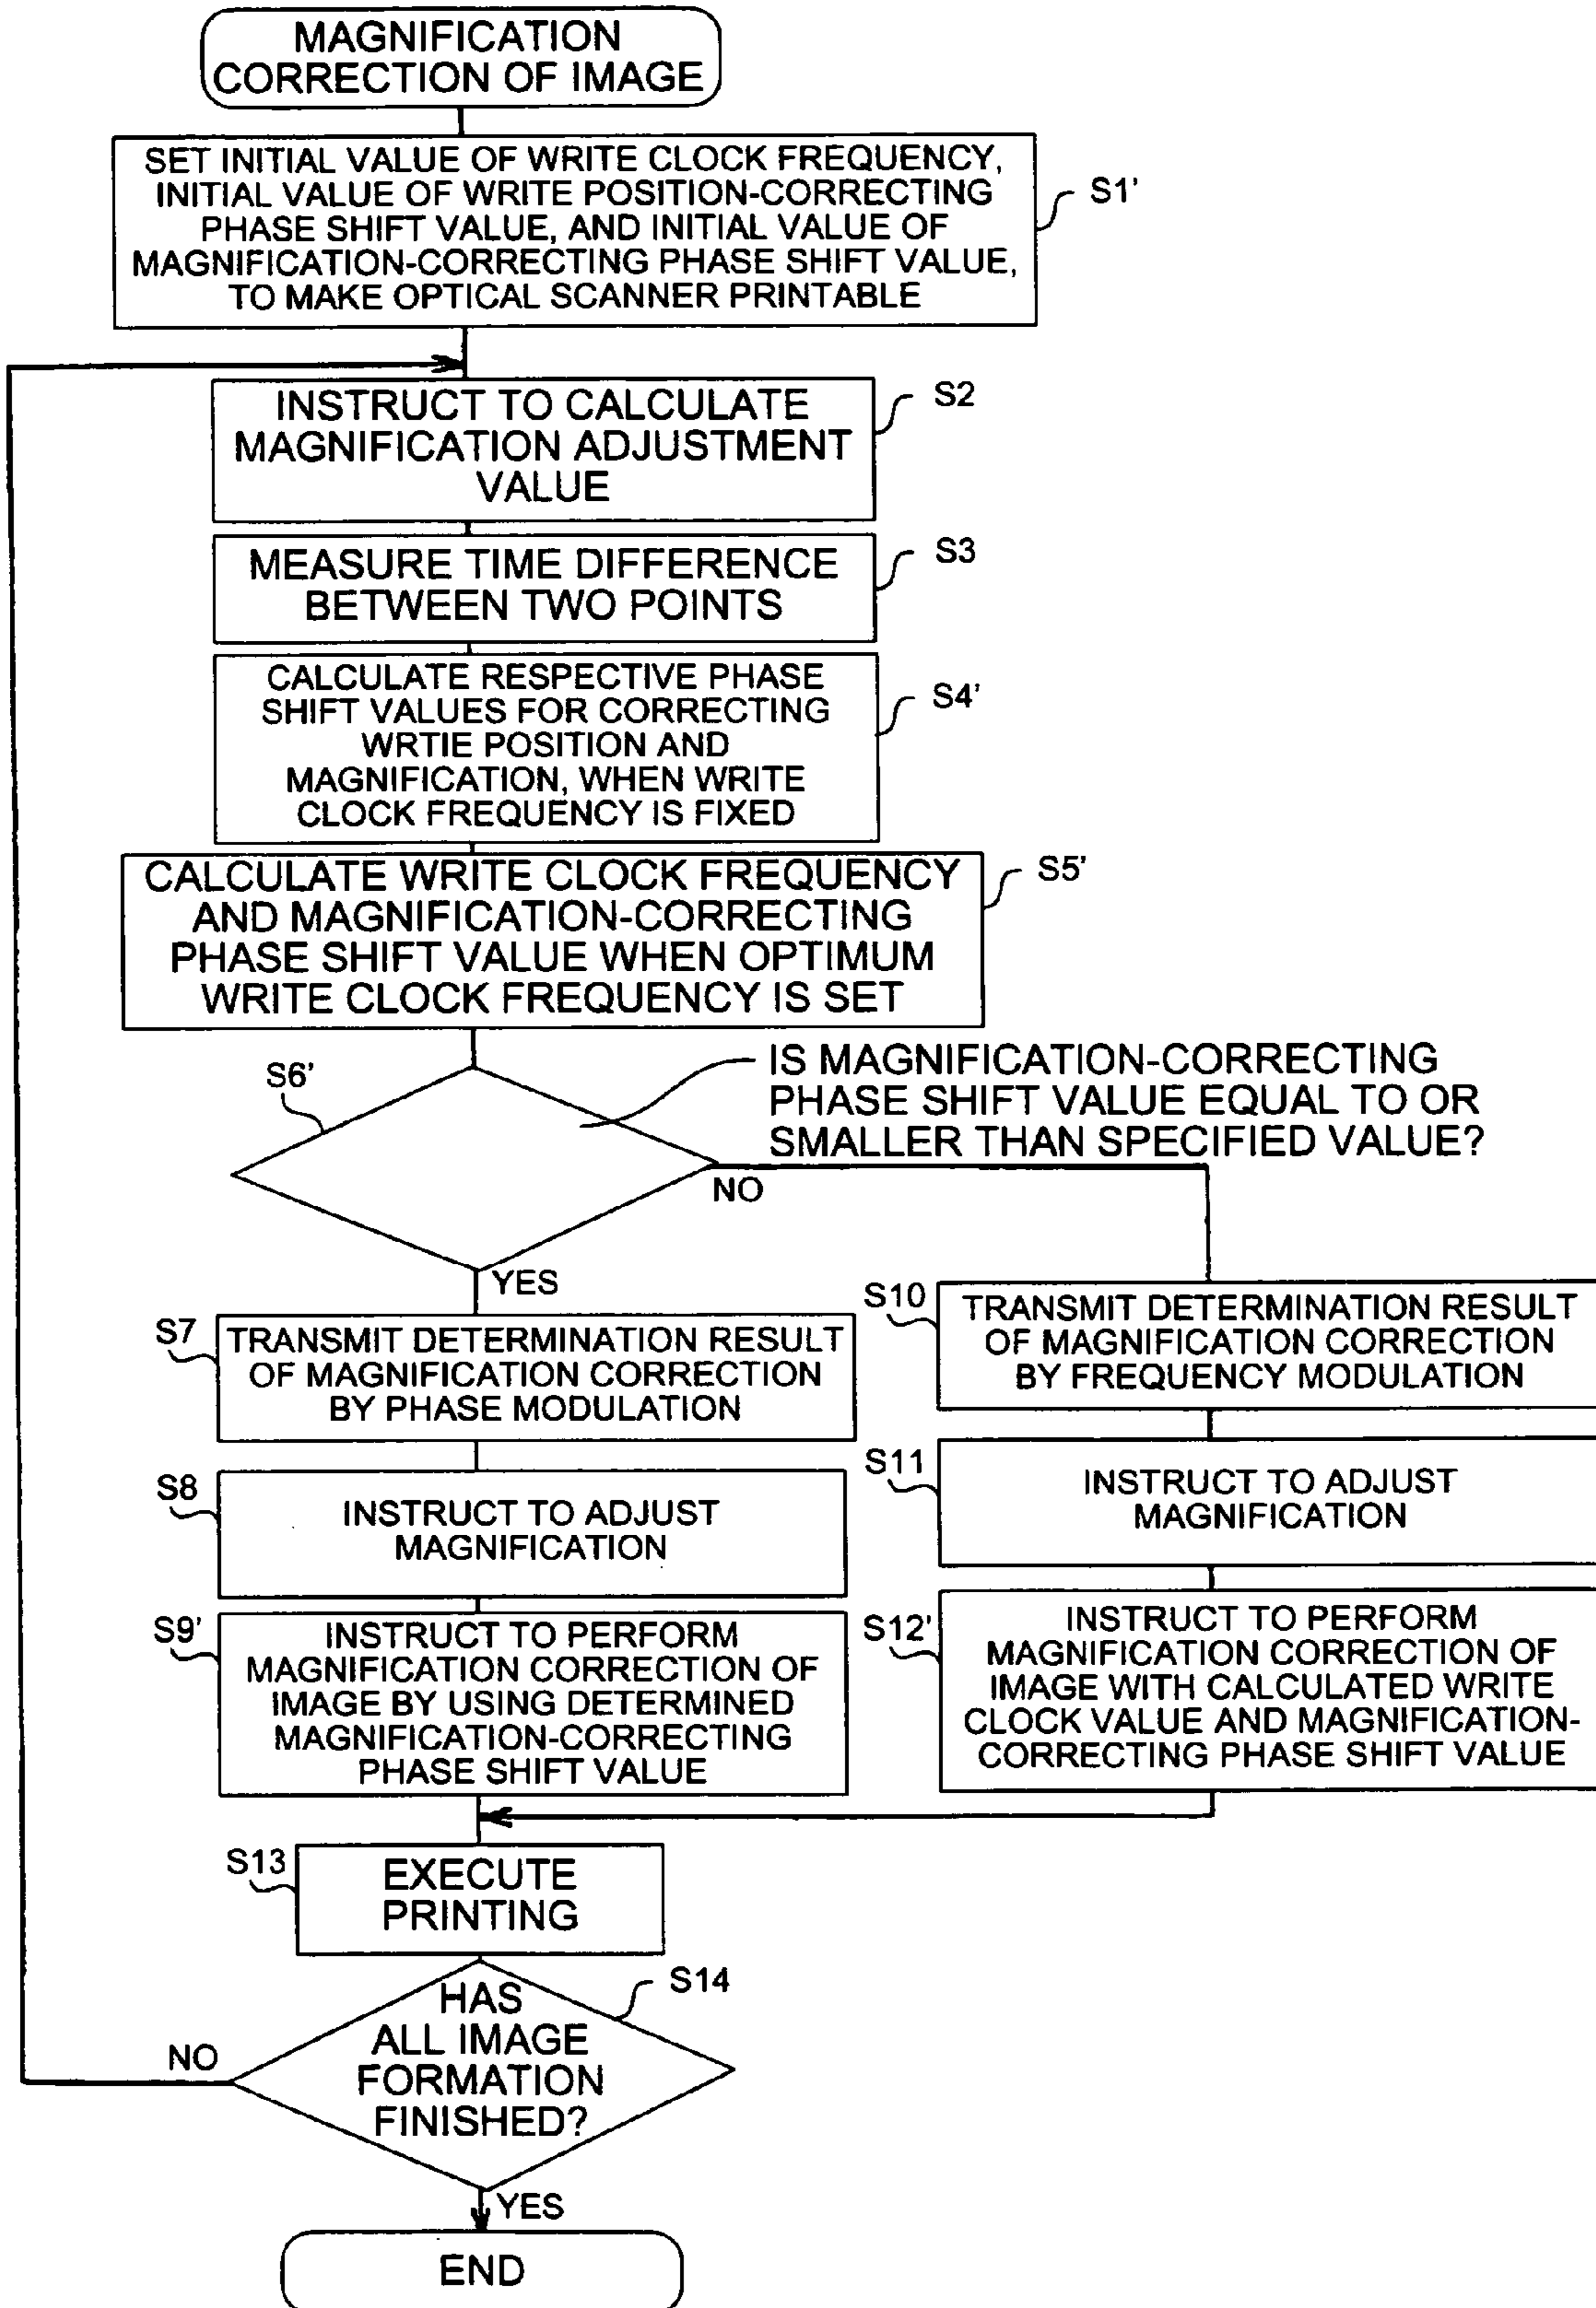 MAGNIFICATION
CORRECTION OF IMAGE
SET INITIAL VALUE OF WRITE CLOCK FREQUENCY,
INITIAL VALUE OF WRITE POSITION-CORRECTING
PHASE SHIFT VALUE, AND INITIAL VALUE OF
MAGNIFICATION-CORRECTING PHASE SHIFT VALUE,
TO MAKE OPTICAL SCANNER PRINTABLE
S1'
INSTRUCT TO CALCULATE
MAGNIFICATION ADJUSTMENT
VALUE
S2
MEASURE TIME DIFFERENCE
BETWEEN TWO POINTS
S3
CALCULATE RESPECTIVE PHASE
SHIFT VALUES FOR CORRECTING
WRTIE POSITION AND
MAGNIFICATION, WHEN WRITE
CLOCK FREQUENCY IS FIXED
S4'
CALCULATE WRITE CLOCK FREQUENCY
AND MAGNIFICATION-CORRECTING
PHASE SHIFT VALUE WHEN OPTIMUM
WRITE CLOCK FREQUENCY IS SET
S5'
S6'
IS MAGNIFICATION-CORRECTING
PHASE SHIFT VALUE EQUAL TO OR
SMALLER THAN SPECIFIED VALUE?
NO
YES
S7
TRANSMIT DETERMINATION RESULT
OF MAGNIFICATION CORRECTION
BY PHASE MODULATION
S8
INSTRUCT TO ADJUST
MAGNIFICATION
S9'
INSTRUCT TO PERFORM
MAGNIFICATION CORRECTION OF
IMAGE BY USING DETERMINED
MAGNIFICATION-CORRECTING
PHASE SHIFT VALUE
S10
TRANSMIT DETERMINATION RESULT
OF MAGNIFICATION CORRECTION
BY FREQUENCY MODULATION
S11
INSTRUCT TO ADJUST
MAGNIFICATION
S12'
INSTRUCT TO PERFORM
MAGNIFICATION CORRECTION OF
IMAGE WITH CALCULATED WRITE
CLOCK VALUE AND MAGNIFICATION-
CORRECTING PHASE SHIFT VALUE
S13
EXECUTE
PRINTING
S14
HAS
ALL IMAGE
FORMATION
FINISHED?
NO
YES
END